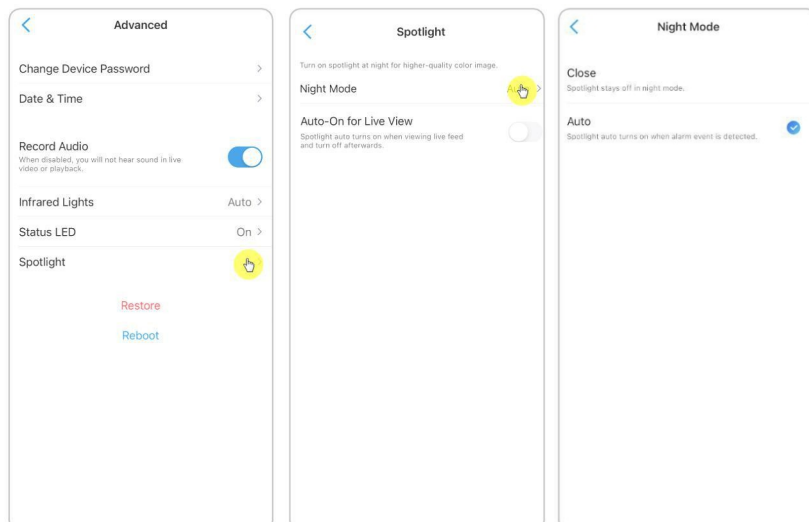 Advanced
Change Device Password
Date & Time
Record Audio
When disabled, you will not hear sound in live
video or playback.
Infrared Lights
Auto
Status LED
On
Spotlight
Restore
Reboot
Spotlight
Turn on spotlight at night for higher-quality color image.
Night Mode
Auto-On for Live View
Spotlight auto turns on when viewing live feed
and turn off afterwards.
Night Mode
Close
Spotlight stays off in night mode.
Auto
Spotlight auto turns on when alarm event is detected.